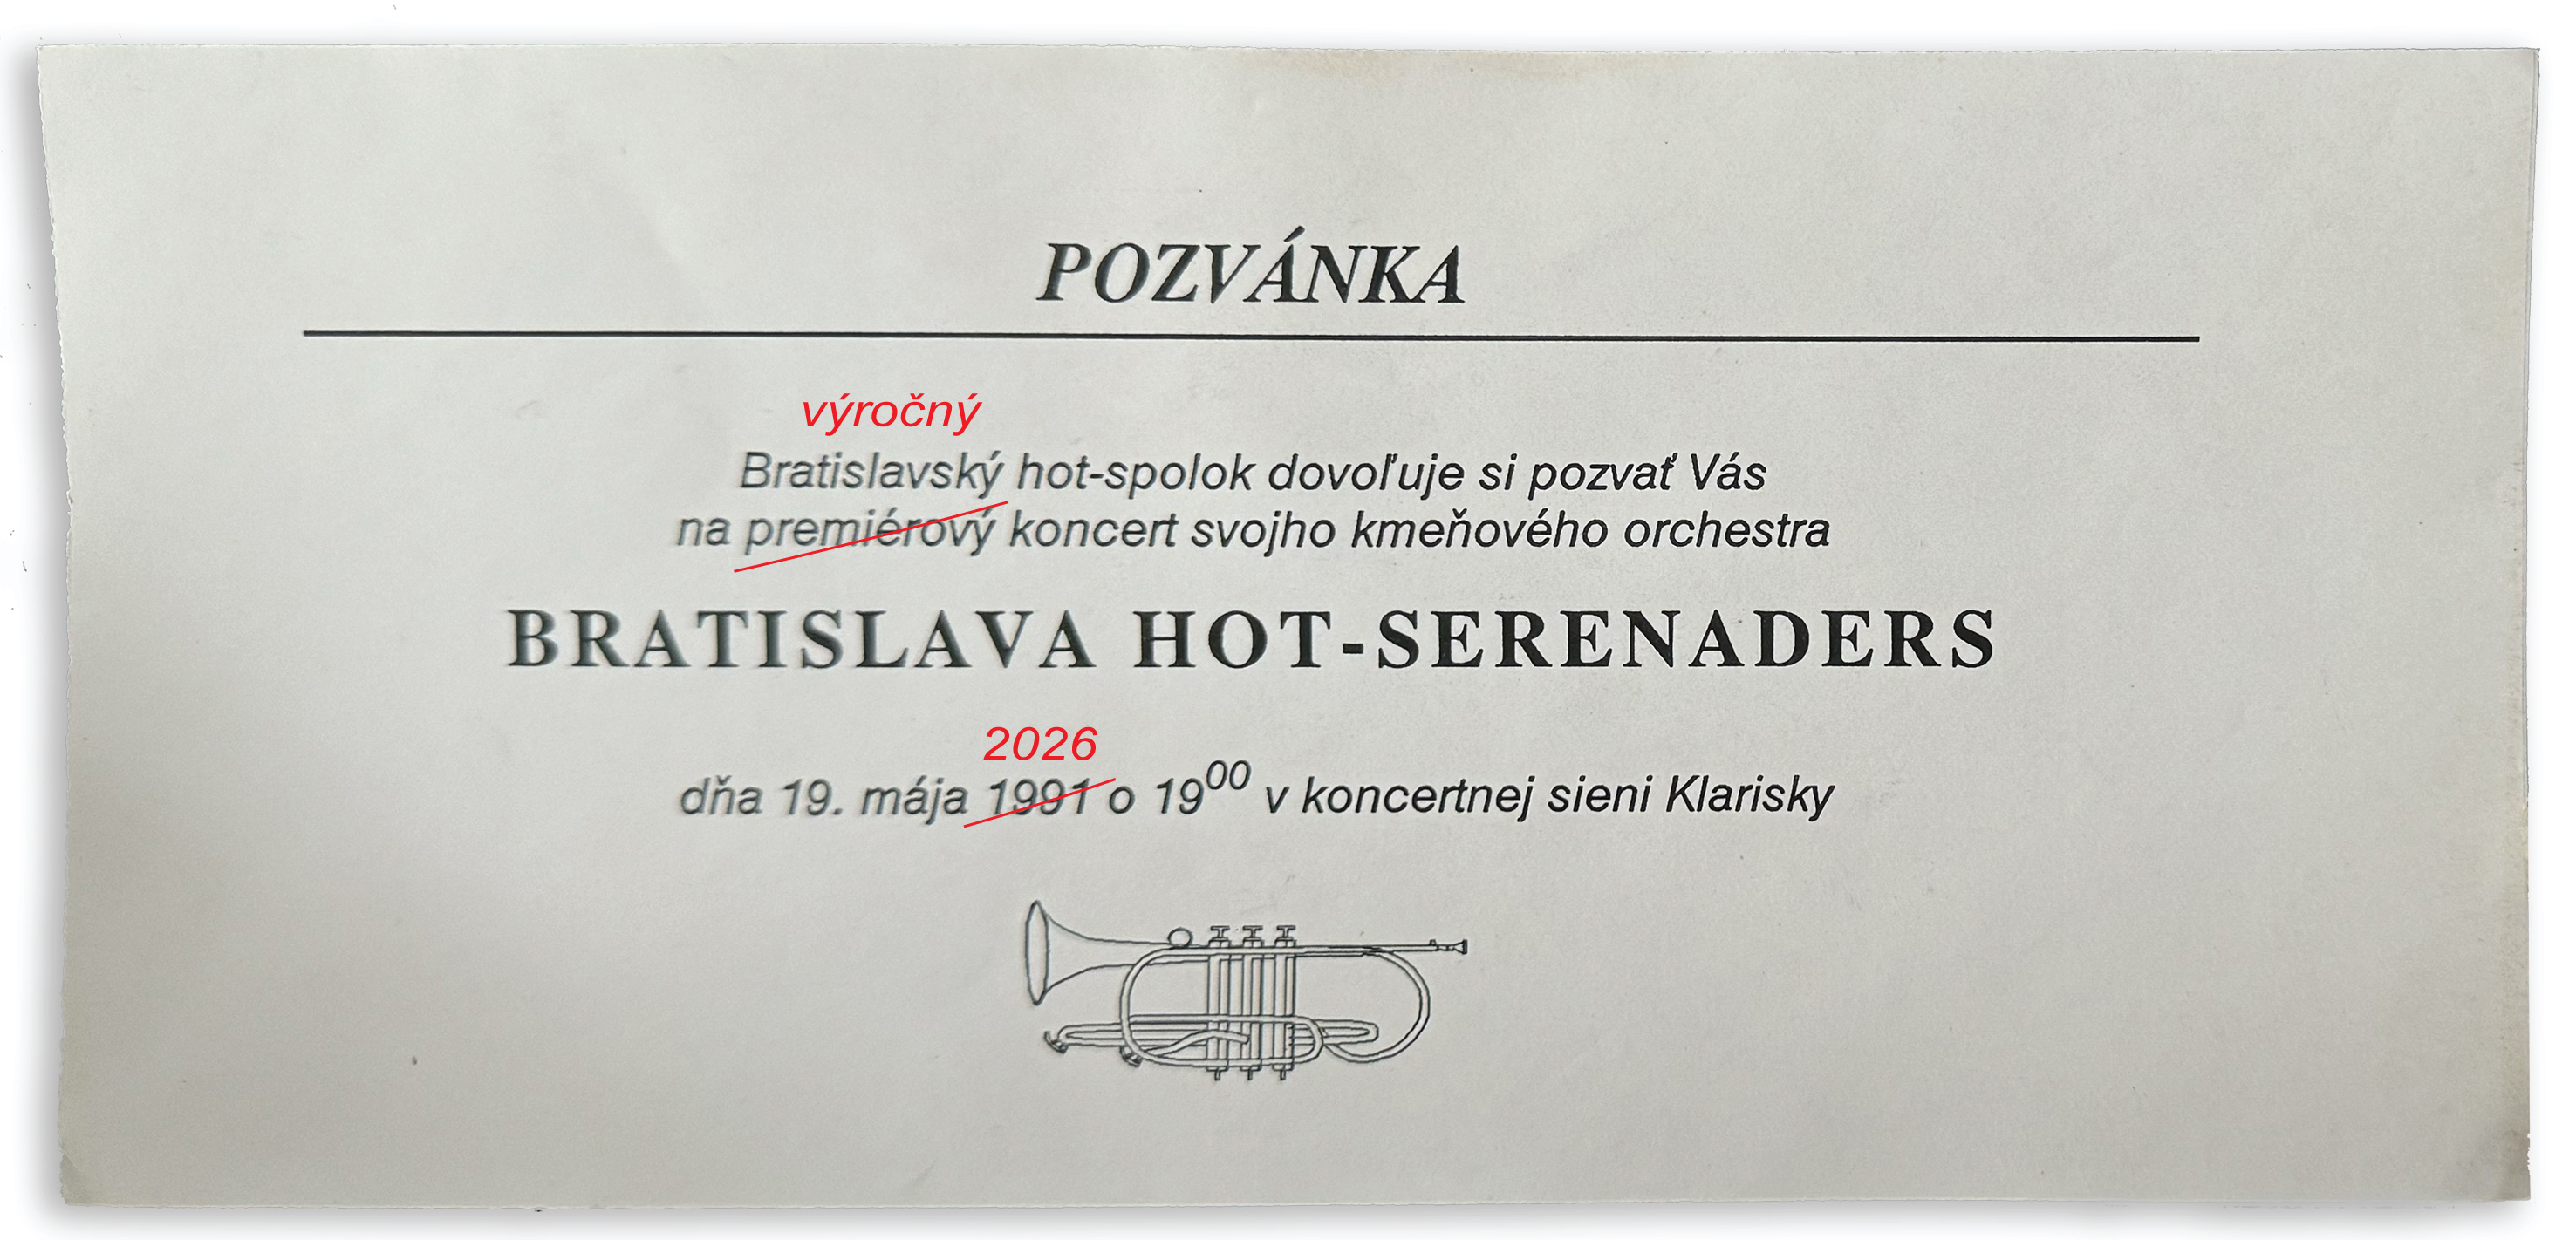 POZVÁNKA
výročný
Bratislavský hot-spolok dovoľuje si pozvať Vás
na premiérový koncert svojho kmeňového orchestra
BRATISLAVA HOT-SERENADERS
2026
dňa 19. mája 1991 o 19⁰⁰ v koncertnej sieni Klarisky